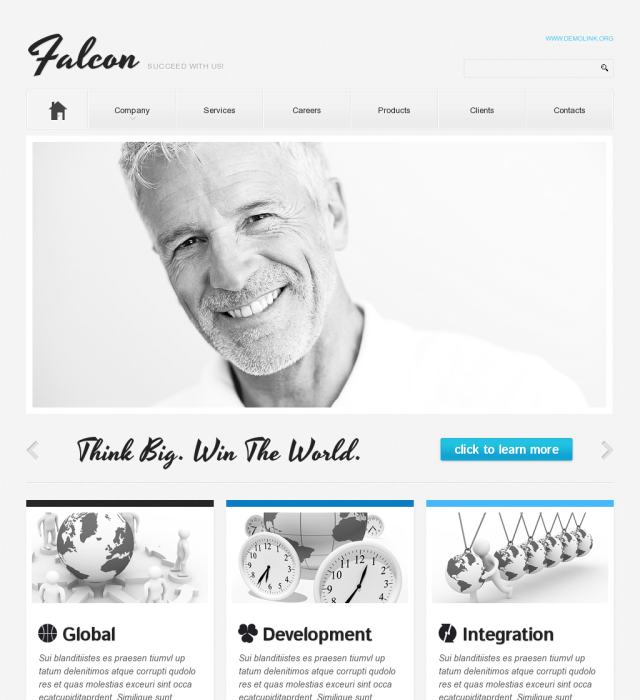 Falcon
SUCCEED WITH US!
WWW.DEMOLINK.ORG
Company Services Careers Products Clients Contacts
Think Big. Win The World.
click to learn more
Global
Sui blanditiistes es praesen tiumvl up
tatum delenitimos atque corrupti qudolo
res et quas molestias exceuri sint occa
ecatcupiditaprdent. Similique sunt
Development
Sui blanditiistes es praesen tiumvl up
tatum delenitimos atque corrupti qudolo
res et quas molestias exceuri sint occa
ecatcupiditaprdent. Similique sunt
Integration
Sui blanditiistes es praesen tiumvl up
tatum delenitimos atque corrupti qudolo
res et quas molestias exceuri sint occa
ecatcupiditaprdent. Similique sunt